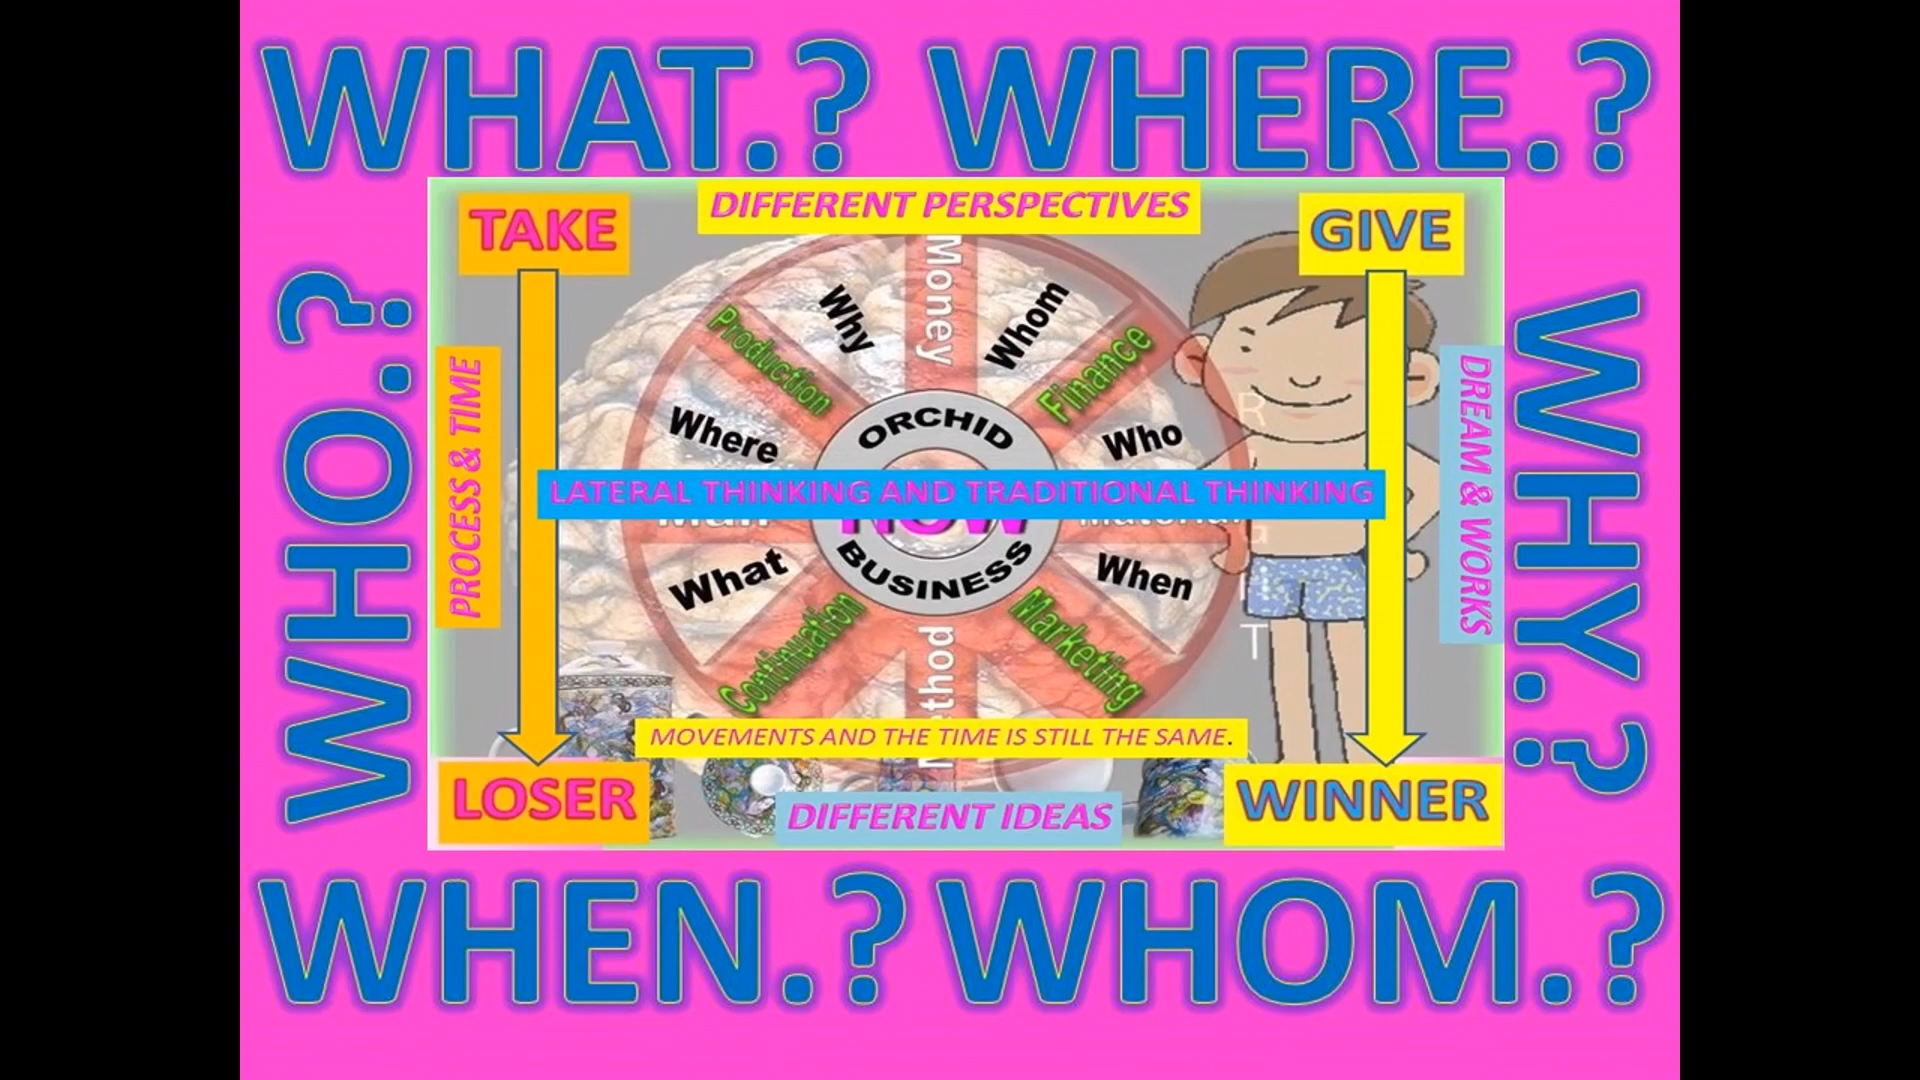 WHAT.? WHERE.?
WHO.?
WHY.?
WHEN.? WHOM.?
DIFFERENT PERSPECTIVES
TAKE
GIVE
PROCESS & TIME
DREAM & WORKS
Money
Why
Whom
Production
Finance
Where
Who
ORCHID
LATERAL THINKING AND TRADITIONAL THINKING
HOW
BUSINESS
What
When
Continuation
Marketing
MOVEMENTS AND THE TIME IS STILL THE SAME.
LOSER
WINNER
DIFFERENT IDEAS